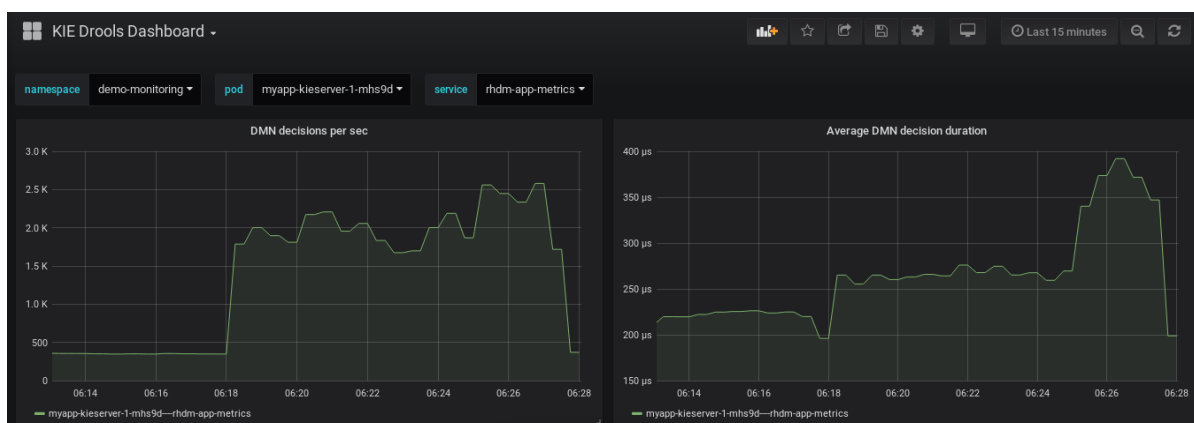 KIE Drools Dashboard
Last 15 minutes
namespace demo-monitoring pod myapp-kieserver-1-mhs9d service rhdm-app-metrics
DMN decisions per sec
3.0 K
2.5 K
2.0 K
1.5 K
1.0 K
500
0
06:14 06:16 06:18 06:20 06:22 06:24 06:26 06:28
myapp-kieserver-1-mhs9d—rhdm-app-metrics
Average DMN decision duration
400 µs
350 µs
300 µs
250 µs
200 µs
150 µs
06:14 06:16 06:18 06:20 06:22 06:24 06:26 06:28
myapp-kieserver-1-mhs9d—rhdm-app-metrics